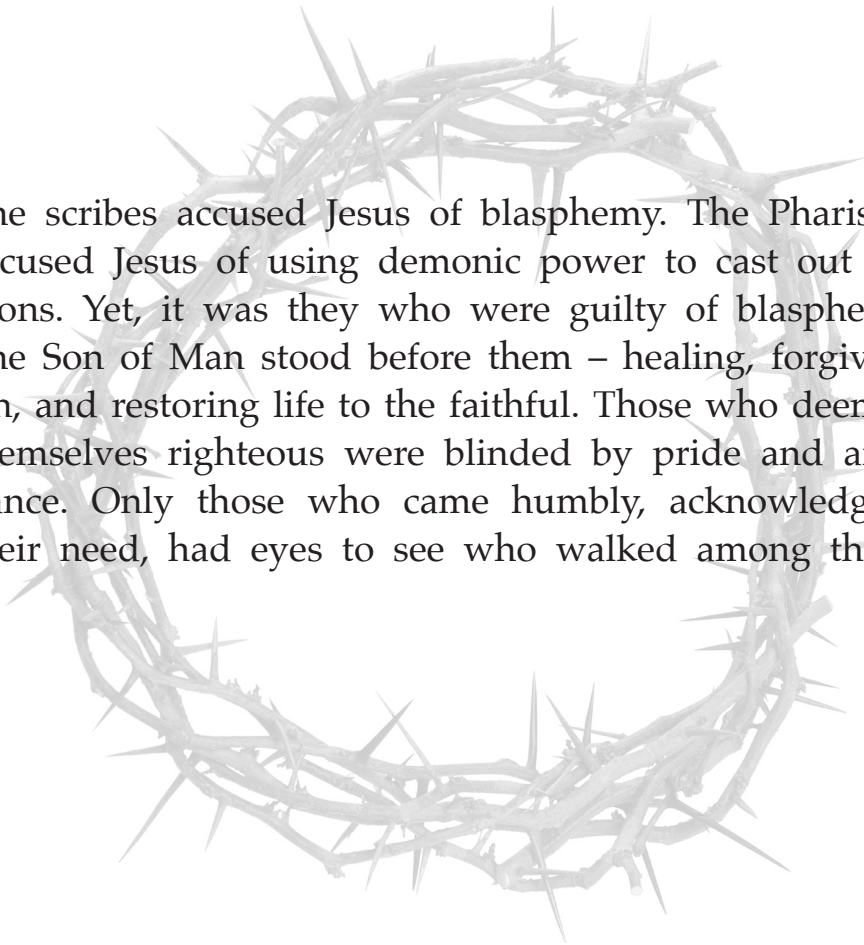 he scribes accused Jesus of blasphemy. The Pharis
cused Jesus of using demonic power to cast out
ons. Yet, it was they who were guilty of blasphe
he Son of Man stood before them – healing, forgiv
n, and restoring life to the faithful. Those who deem
emselves righteous were blinded by pride and a
nce. Only those who came humbly, acknowledg
eir need, had eyes to see who walked among th